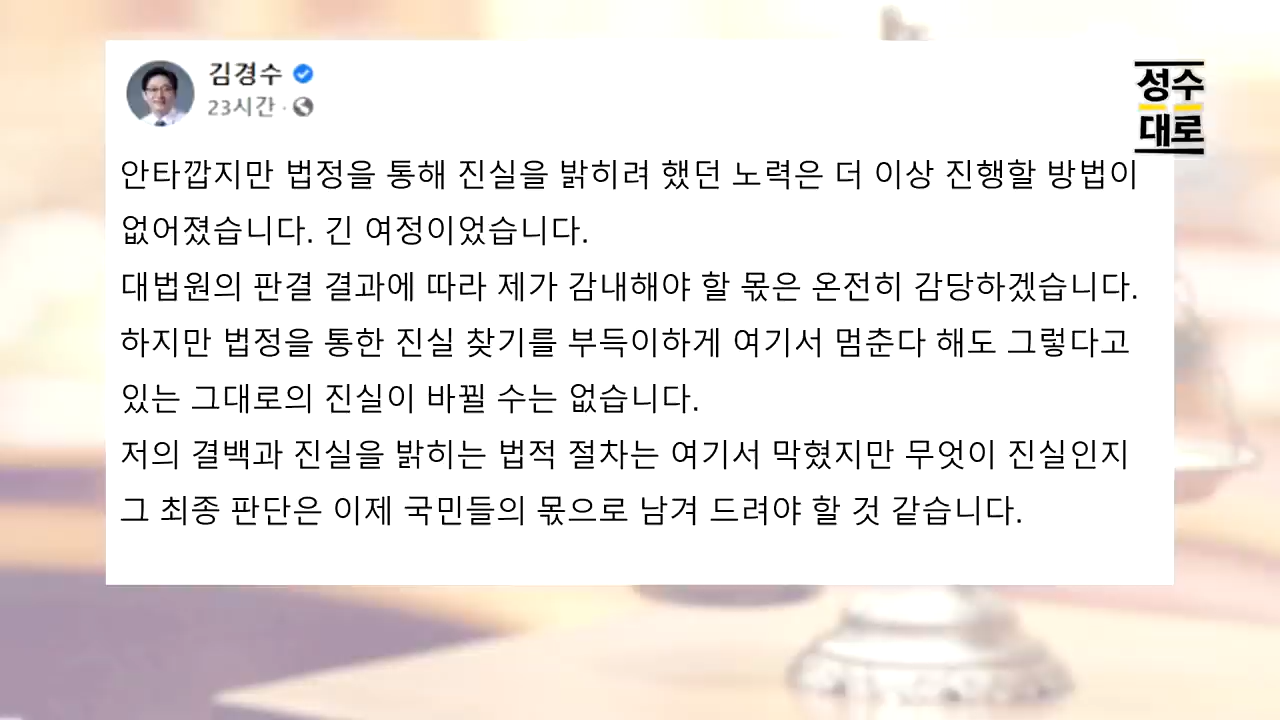 김경수
23시간 ·
성수
대로
안타깝지만 법정을 통해 진실을 밝히려 했던 노력은 더 이상 진행할 방법이
없어졌습니다. 긴 여정이었습니다.
대법원의 판결 결과에 따라 제가 감내해야 할 몫은 온전히 감당하겠습니다.
하지만 법정을 통한 진실 찾기를 부득이하게 여기서 멈춘다 해도 그렇다고
있는 그대로의 진실이 바뀔 수는 없습니다.
저의 결백과 진실을 밝히는 법적 절차는 여기서 막혔지만 무엇이 진실인지
그 최종 판단은 이제 국민들의 몫으로 남겨 드려야 할 것 같습니다.